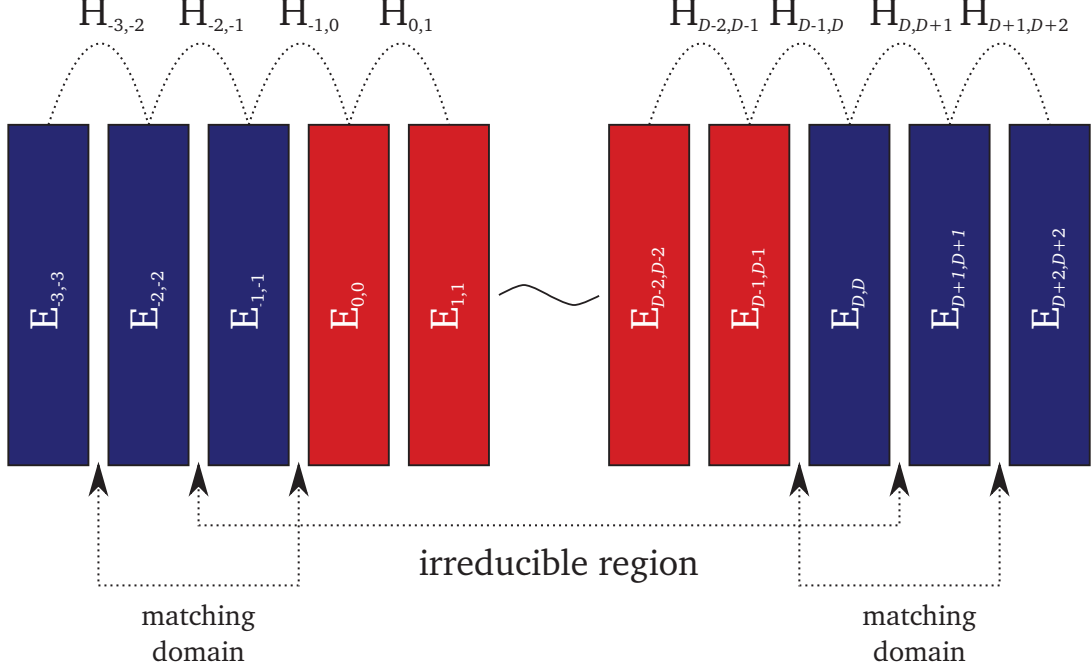 H-3,-2 H-2,-1 H-1,0 H0,1 HD-2,D-1 HD-1,D HD,D+1 HD+1,D+2
E-3,-3 E-2,-2 E-1,-1 E0,0 E1,1 ED-2,D-2 ED-1,D-1 ED,D ED+1,D+1 ED+2,D+2
irreducible region
matching matching
domain domain